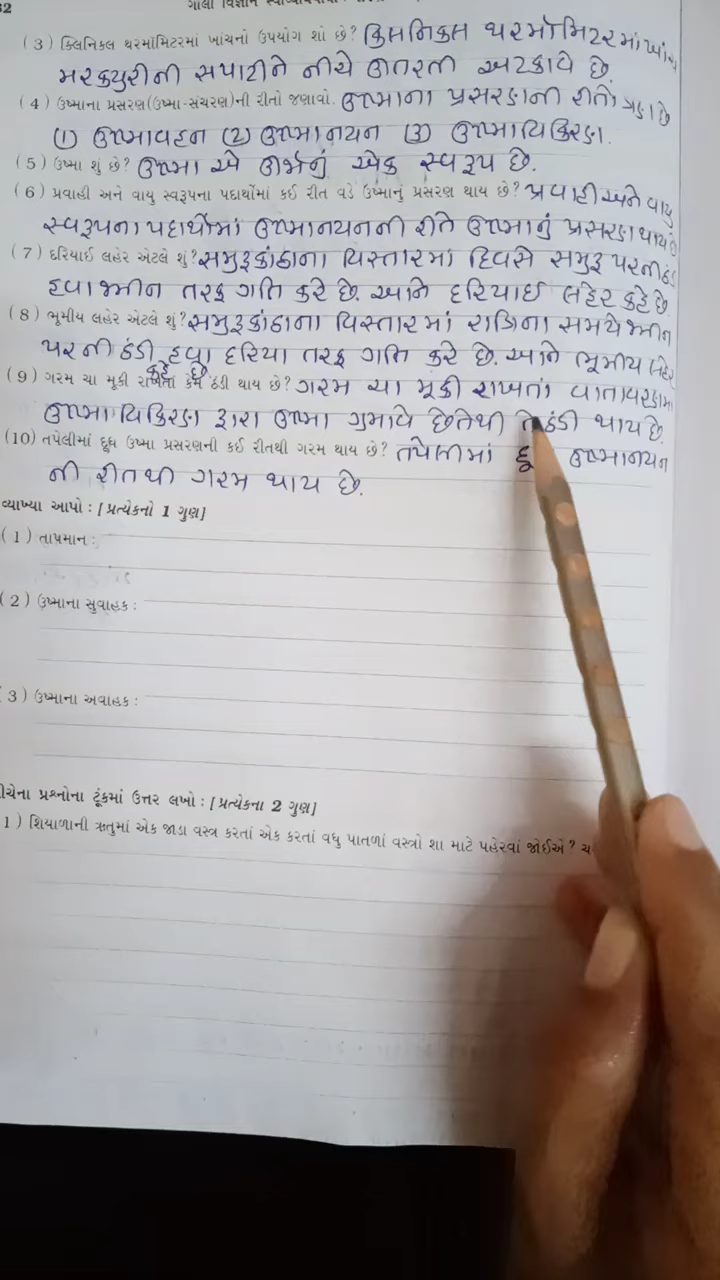 32
ગાલા વિજ્ઞાન
(3) ક્લિનિકલ થરમૉમિટરમાં ખાંચનો ઉપયોગ શો છે? થરમૉમિટરમાં ખાંચ
મરક્યુરીની સપાટીને નીચે ઊતરતી અટકાવે છે.
(4) ઉષ્માના પ્રસરણ(ઉષ્મા-સંચરણ)ની રીતો જણાવો. ઉષ્માના પ્રસરણની રીતો ત્રણ છે
(1) ઉષ્માવહન (2) ઉષ્માનયન (3) ઉષ્માવિકિરણ.
(5) ઉષ્મા શું છે? ઉષ્મા એ ઊર્જાનું એક સ્વરૂપ છે.
(6) પ્રવાહી અને વાયુ સ્વરૂપના પદાર્થોમાં કઈ રીત વડે ઉષ્માનું પ્રસરણ થાય છે? પ્રવાહી અને વાયુ
સ્વરૂપના પદાર્થોમાં ઉષ્માનયનની રીતે ઉષ્માનું પ્રસરણ થાય છે
(7) દરિયાઈ લહેર એટલે શું? સમુદ્રકાંઠાના વિસ્તારમાં દિવસે સમુદ્ર પરની ઠંડી
હવા જમીન તરફ ગતિ કરે છે. આને દરિયાઈ લહેર કહે છે
(8) ભૂમીય લહેર એટલે શું? સમુદ્રકાંઠાના વિસ્તારમાં રાત્રિના સમયે જમીન
પરની ઠંડી હવા દરિયા તરફ ગતિ કરે છે. આને ભૂમીય લહેર
કહે છે
(9) ગરમ ચા મૂકી રાખતાં કેમ ઠંડી થાય છે? ગરમ ચા મૂકી રાખતાં વાતાવરણમાં
ઉષ્માવિકિરણ દ્વારા ઉષ્મા ગુમાવે છે તેથી તે ઠંડી થાય છે.
(10) તપેલીમાં દૂધ ઉષ્મા પ્રસરણની કઈ રીતથી ગરમ થાય છે? તપેલીમાં ઉષ્માનયન
ની રીતથી ગરમ થાય છે.
વ્યાખ્યા આપો : [પ્રત્યેકનો 1 ગુણ]
(1) તાપમાન :
(2) ઉષ્માના સુવાહક :
(3) ઉષ્માના અવાહક :
નીચેના પ્રશ્નોના ટૂંકમાં ઉત્તર લખો : [પ્રત્યેકના 2 ગુણ]
1) શિયાળાની ઋતુમાં એક જાડા વસ્ત્ર કરતાં એક કરતાં વધુ પાતળાં વસ્ત્રો શા માટે પહેરવાં જોઈએ?